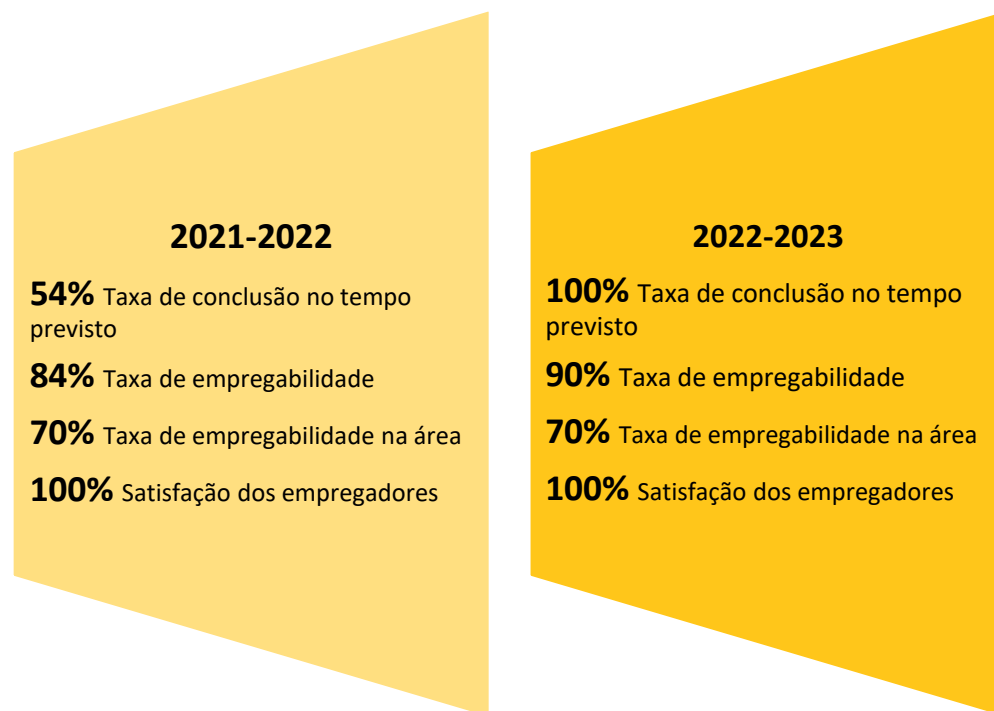 2021-2022
54% Taxa de conclusão no tempo
previsto
84% Taxa de empregabilidade
70% Taxa de empregabilidade na área
100% Satisfação dos empregadores
2022-2023
100% Taxa de conclusão no tempo
previsto
90% Taxa de empregabilidade
70% Taxa de empregabilidade na área
100% Satisfação dos empregadores